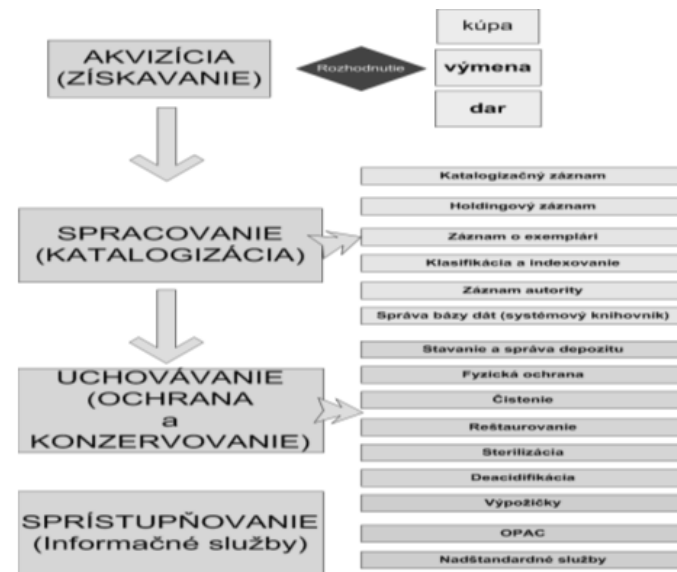 AKVIZÍCIA
(ZÍSKAVANIE)
Rozhodnutie
kúpa
výmena
dar
SPRACOVANIE
(KATALOGIZÁCIA)
Katalogizačný záznam
Holdingový záznam
Záznam o exemplári
Klasifikácia a indexovanie
Záznam autority
Správa bázy dát (systémový knihovník)
UCHOVÁVANIE
(OCHRANA
a
KONZERVOVANIE)
Stavanie a správa depozitu
Fyzická ochrana
Čistenie
Reštaurovanie
Sterilizácia
Deacidifikácia
SPRÍSTUPŇOVANIE
(Informačné služby)
Výpožičky
OPAC
Nadštandardné služby